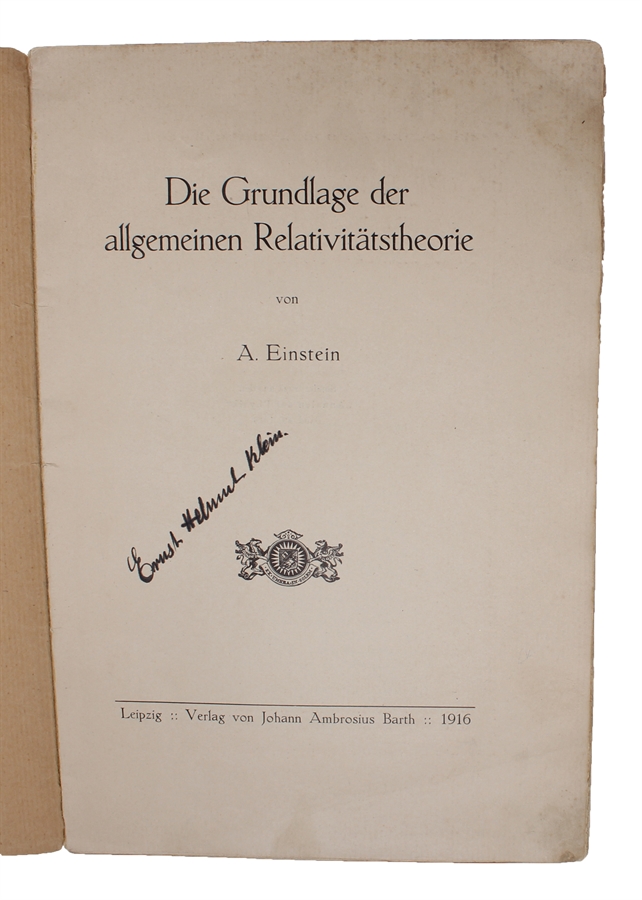 Die Grundlage der
allgemeinen Relativitätstheorie
von
A. Einstein
Ernst Helmut Klein.
Leipzig :: Verlag von Johann Ambrosius Barth :: 1916